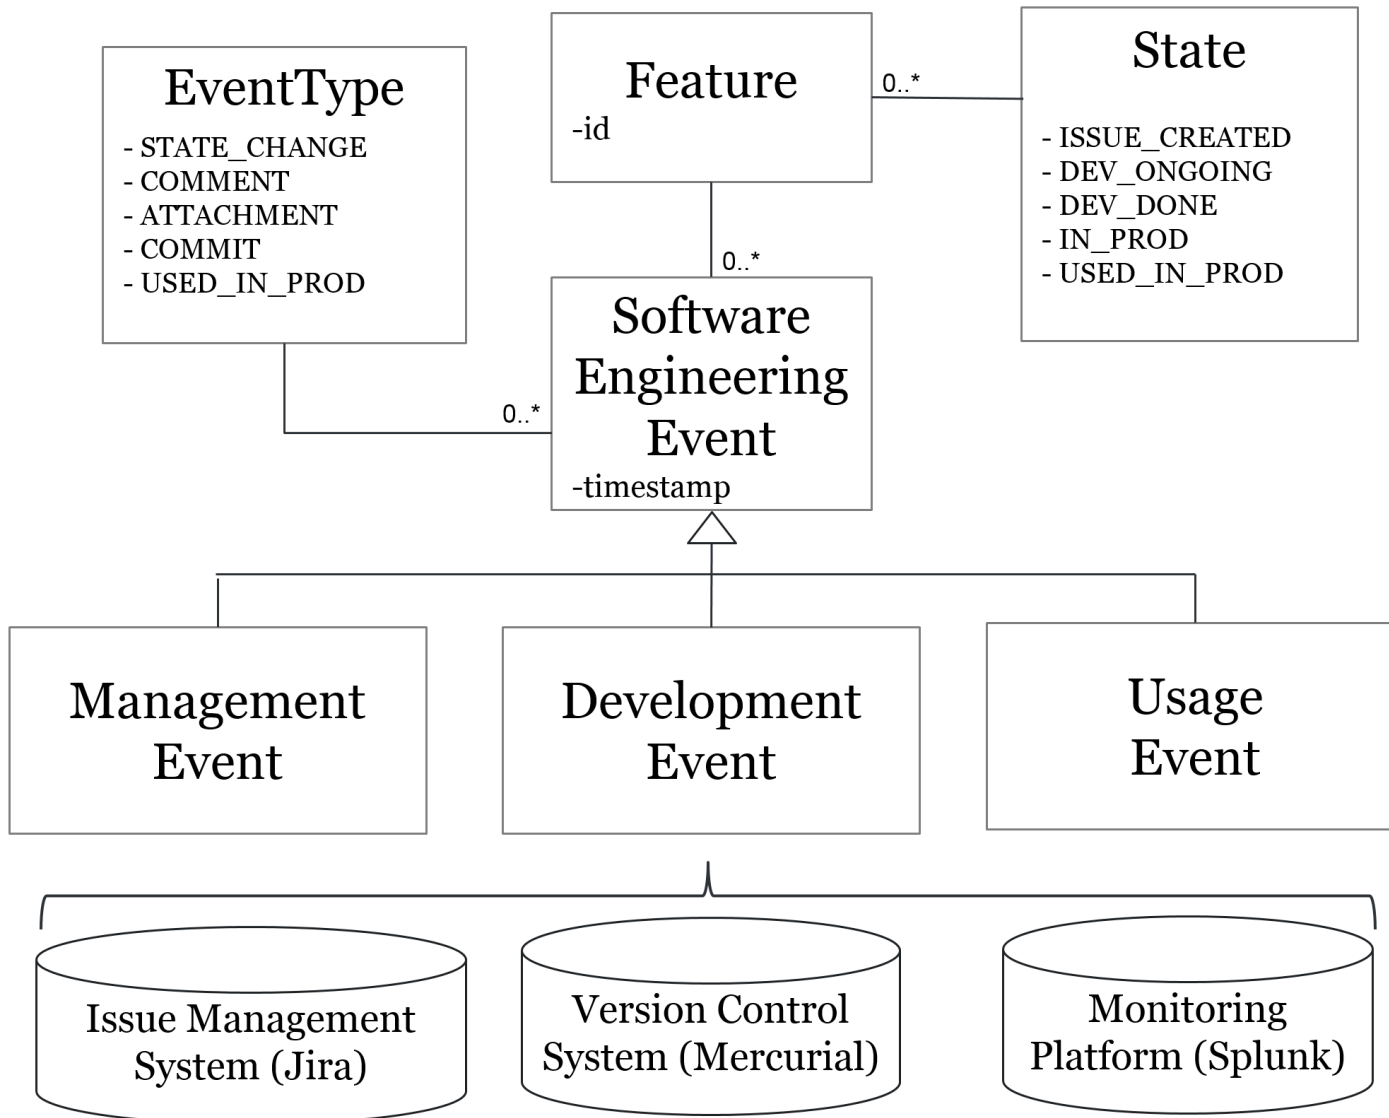 EventType
- STATE_CHANGE
- COMMENT
- ATTACHMENT
- COMMIT
- USED_IN_PROD
Feature
-id
0..*
State
- ISSUE_CREATED
- DEV_ONGOING
- DEV_DONE
- IN_PROD
- USED_IN_PROD
0..*
0..*
Software
Engineering
Event
-timestamp
Management
Event
Development
Event
Usage
Event
Issue Management
System (Jira)
Version Control
System (Mercurial)
Monitoring
Platform (Splunk)